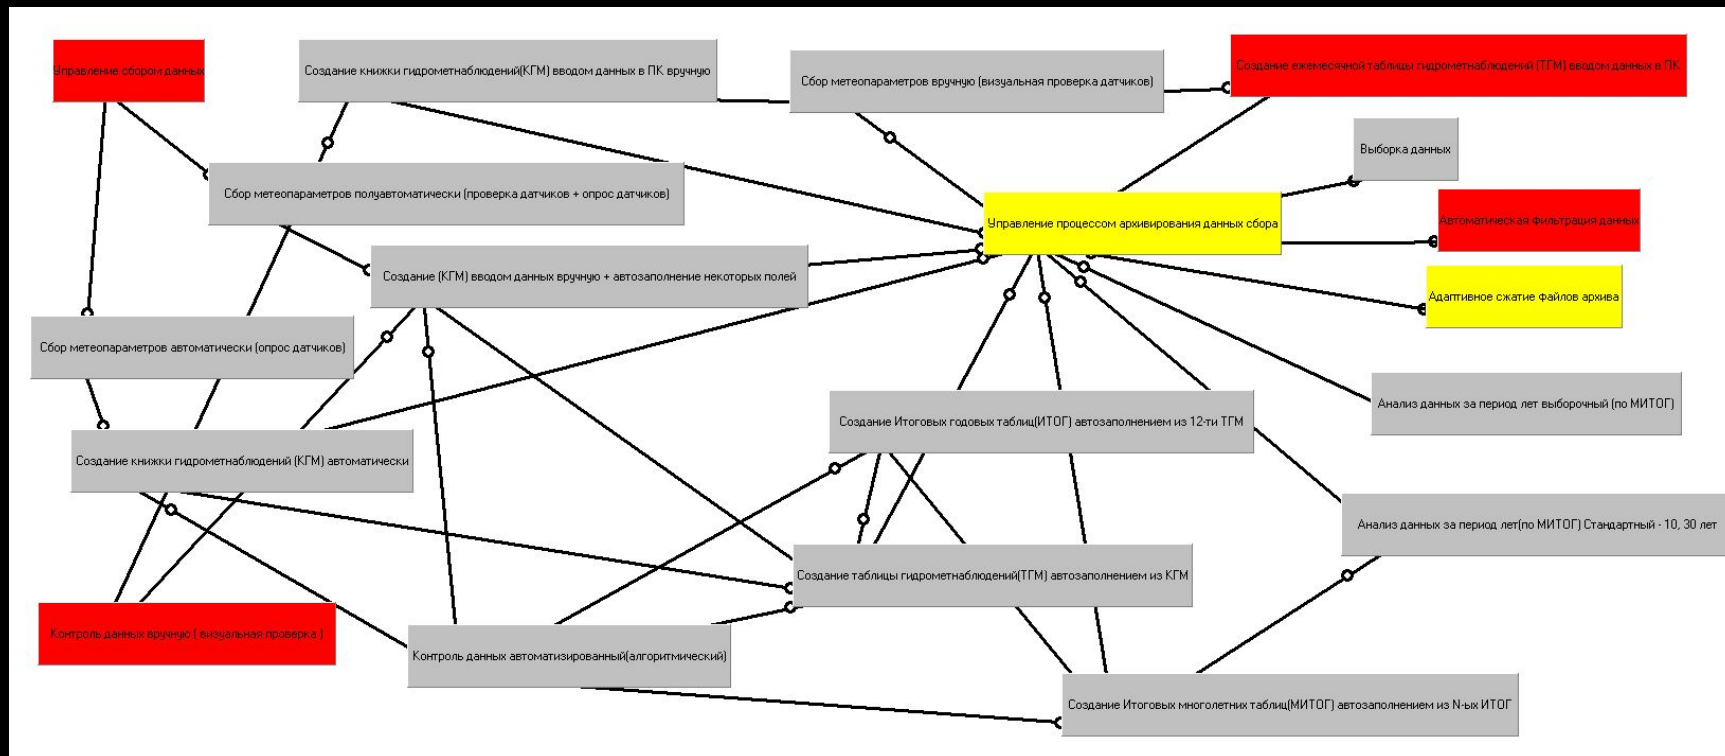 Управление сбором данных
Создание книжки гидрометнаблюдений(КГМ) вводом данных в ПК вручную
Сбор метеопараметров вручную (визуальная проверка датчиков)
Создание ежемесячной таблицы гидрометнаблюдений (ТГМ) вводом данных в ПК
Выборка данных
Сбор метеопараметров полуавтоматически (проверка датчиков + опрос датчиков)
Управление процессом архивирования данных сбора
Автоматическая фильтрация данных
Создание (КГМ) вводом данных вручную + автозаполнение некоторых полей
Адаптивное сжатие файлов архива
Сбор метеопараметров автоматически (опрос датчиков)
Анализ данных за период лет выборочный (по МИТОГ)
Создание Итоговых годовых таблиц(ИТОГ) автозаполнением из 12-ти ТГМ
Создание книжки гидрометнаблюдений (КГМ) автоматически
Анализ данных за период лет(по МИТОГ) Стандартный - 10, 30 лет
Создание таблицы гидрометнаблюдений(ТГМ) автозаполнением из КГМ
Контроль данных вручную ( визуальная проверка )
Контроль данных автоматизированный(алгоритмический)
Создание Итоговых многолетних таблиц(МИТОГ) автозаполнением из N-ых ИТОГ